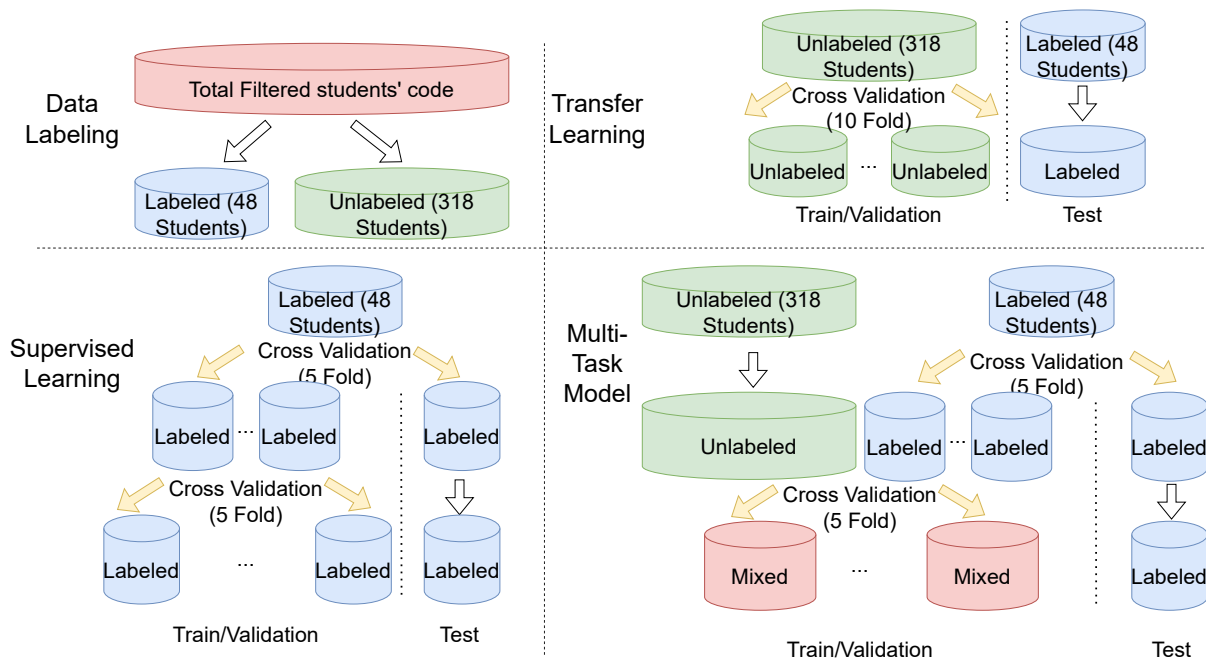 Data
Labeling
Total Filtered students' code
Labeled (48
Students)
Unlabeled (318
Students)
Transfer
Learning
Unlabeled (318
Students)
Labeled (48
Students)
Cross Validation
(10 Fold)
Unlabeled
...
Unlabeled
Labeled
Train/Validation
Test
Supervised
Learning
Labeled (48
Students)
Cross Validation
(5 Fold)
Labeled
...
Labeled
Labeled
Cross Validation
(5 Fold)
Labeled
...
Labeled
Labeled
Train/Validation
Test
Multi-
Task
Model
Unlabeled (318
Students)
Labeled (48
Students)
Cross Validation
(5 Fold)
Unlabeled
Labeled
...
Labeled
Labeled
Cross Validation
(5 Fold)
Mixed
...
Mixed
Labeled
Train/Validation
Test